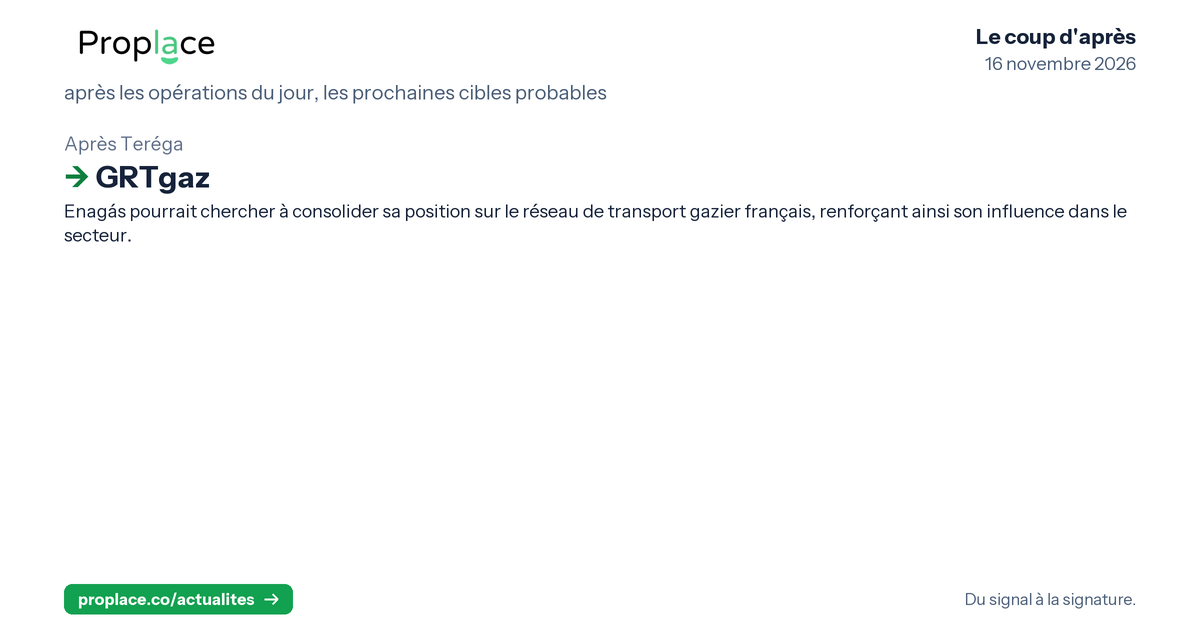 Proplace
Le coup d'après
16 novembre 2026
après les opérations du jour, les prochaines cibles probables
Après Teréga
→ GRTgaz
Enagás pourrait chercher à consolider sa position sur le réseau de transport gazier français, renforçant ainsi son influence dans le
secteur.
proplace.co/actualites →
Du signal à la signature.